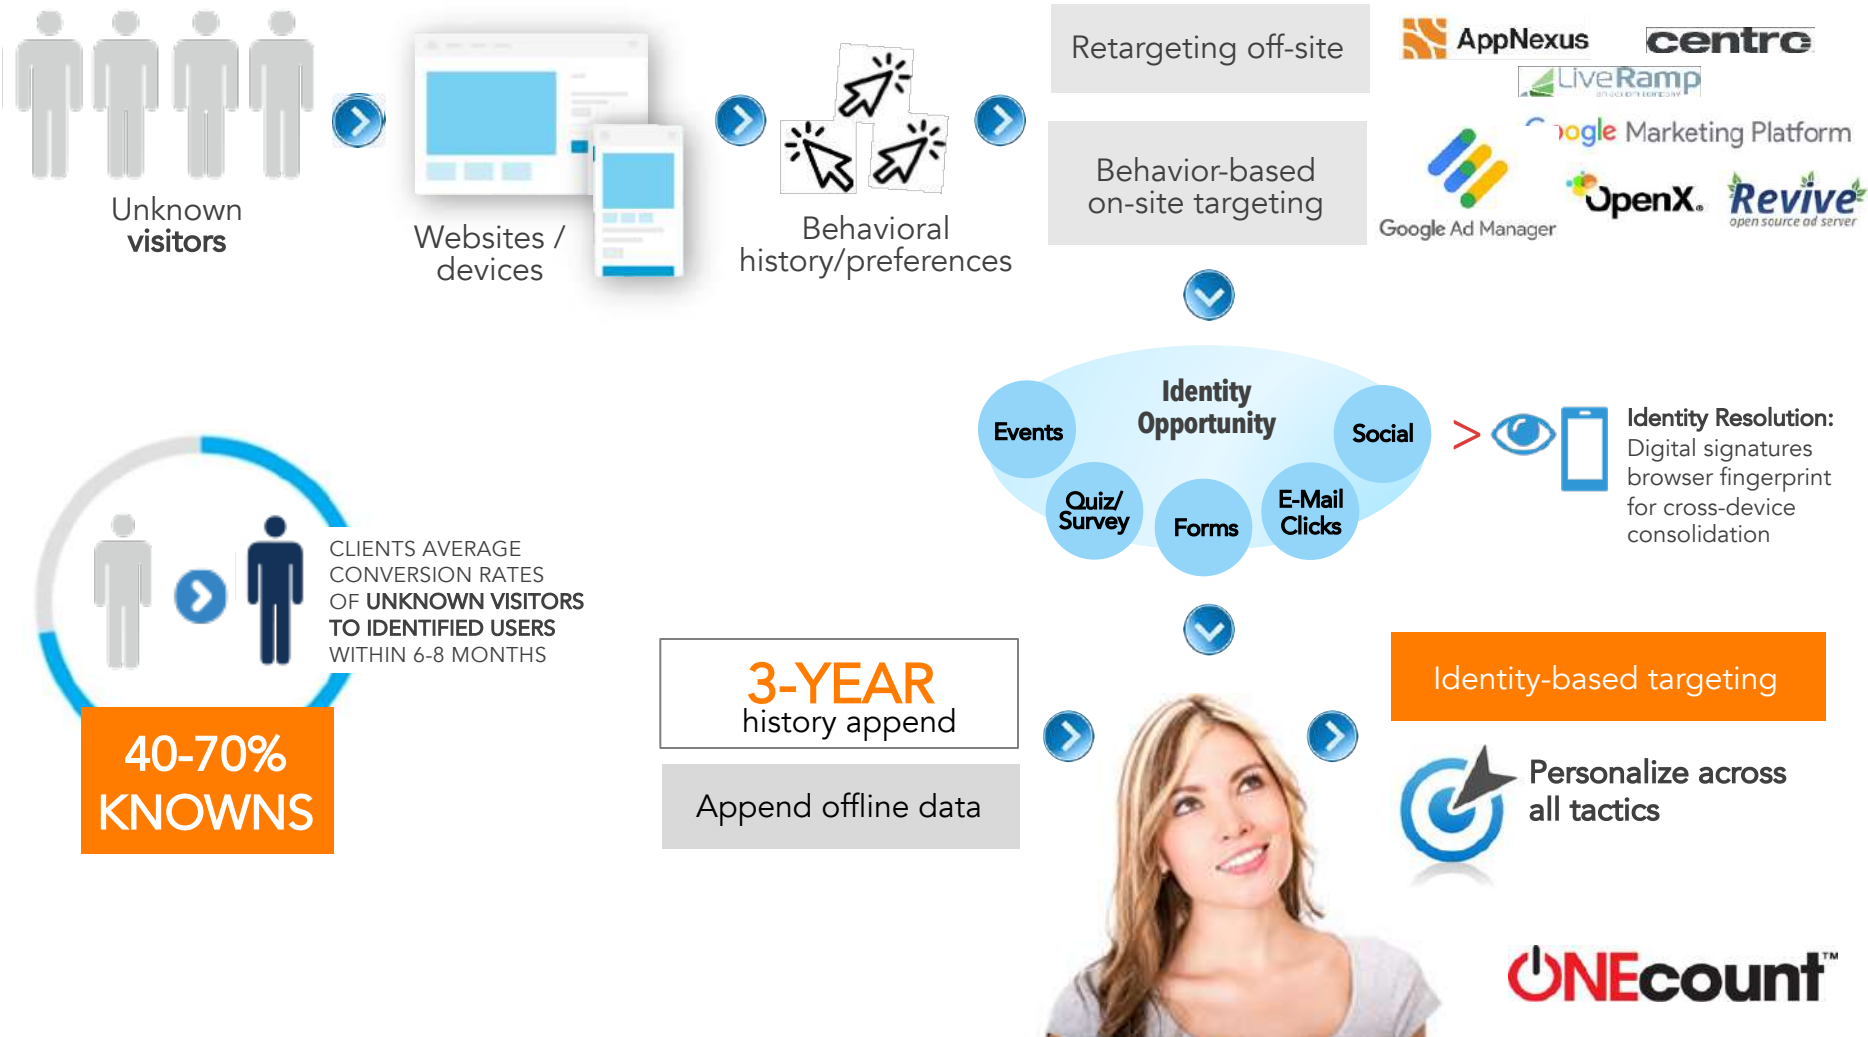 Unknown
visitors
Websites /
devices
Behavioral
history/preferences
Retargeting off-site
Behavior-based
on-site targeting
AppNexus
centro
LiveRamp
Google Marketing Platform
Google Ad Manager
OpenX.
Revive
open source ad server
Identity
Opportunity
Events
Quiz/
Survey
Forms
E-Mail
Clicks
Social
>
Identity Resolution:
Digital signatures
browser fingerprint
for cross-device
consolidation
CLIENTS AVERAGE
CONVERSION RATES
OF UNKNOWN VISITORS
TO IDENTIFIED USERS
WITHIN 6-8 MONTHS
40-70%
KNOWNS
3-YEAR
history append
Append offline data
Identity-based targeting
Personalize across
all tactics
ONEcount™